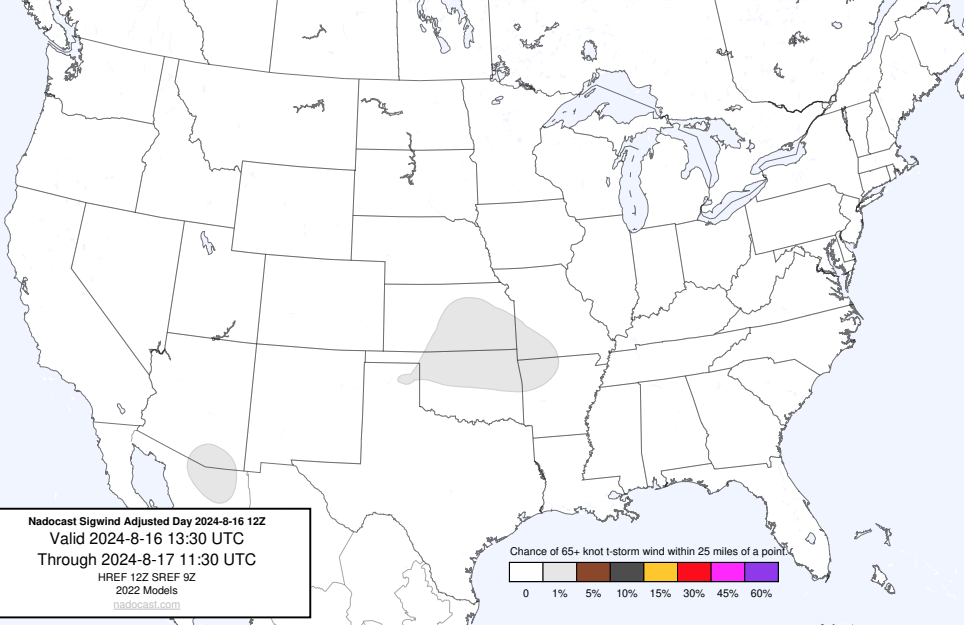 Nadocast Sigwind Adjusted Day 2024-8-16 12Z
Valid 2024-8-16 13:30 UTC
Through 2024-8-17 11:30 UTC
HREF 12Z SREF 9Z
2022 Models
nadocast.com
Chance of 65+ knot t-storm wind within 25 miles of a point.
0 1% 5% 10% 15% 30% 45% 60%